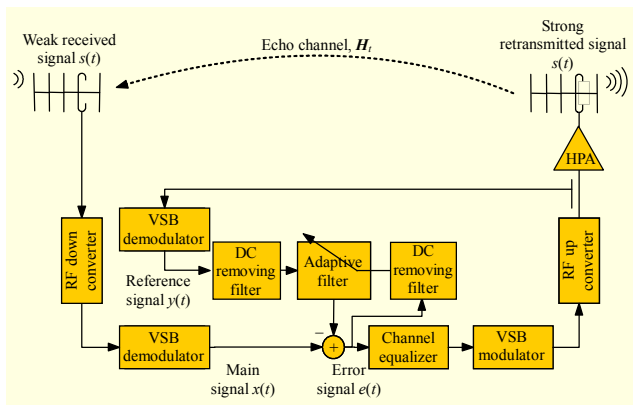 Weak received
signal s(t)
Echo channel, Ht
Strong
retransmitted signal
s(t)
HPA
VSB
demodulator
RF down
converter
Reference
signal y(t)
DC
removing
filter
Adaptive
filter
DC
removing
filter
RF up
converter
VSB
demodulator
Main
signal x(t)
−
+
Error
signal e(t)
Channel
equalizer
VSB
modulator